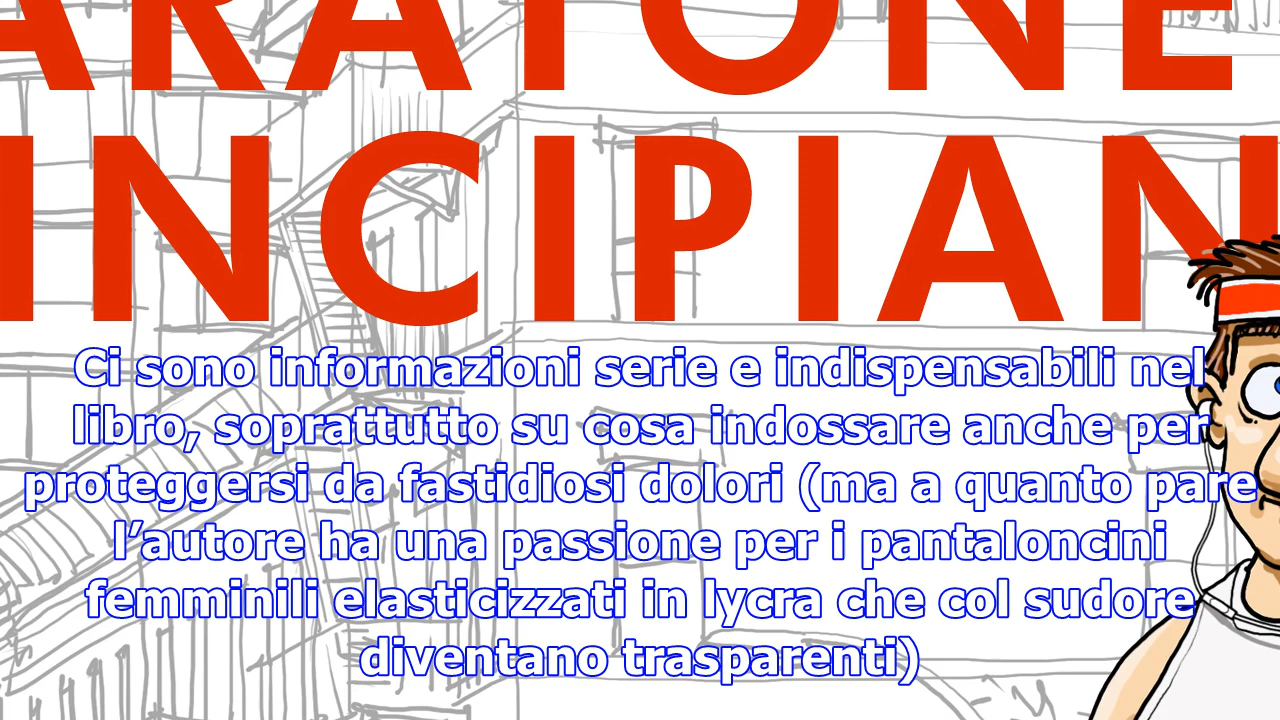 ARATONE
INCIPIAN
Ci sono informazioni serie e indispensabili nel
libro, soprattutto su cosa indossare anche per
proteggersi da fastidiosi dolori (ma a quanto pare
l’autore ha una passione per i pantaloncini
femminili elasticizzati in lycra che col sudore
diventano trasparenti)